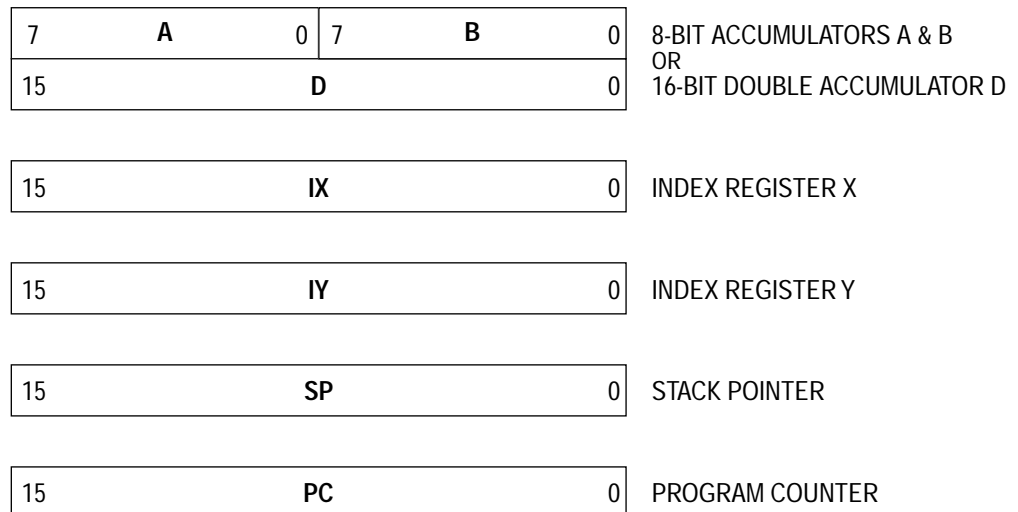 7 A 0 7 B 0 8-BIT ACCUMULATORS A & B
OR
15 D 0 16-BIT DOUBLE ACCUMULATOR D
15 IX 0 INDEX REGISTER X
15 IY 0 INDEX REGISTER Y
15 SP 0 STACK POINTER
15 PC 0 PROGRAM COUNTER